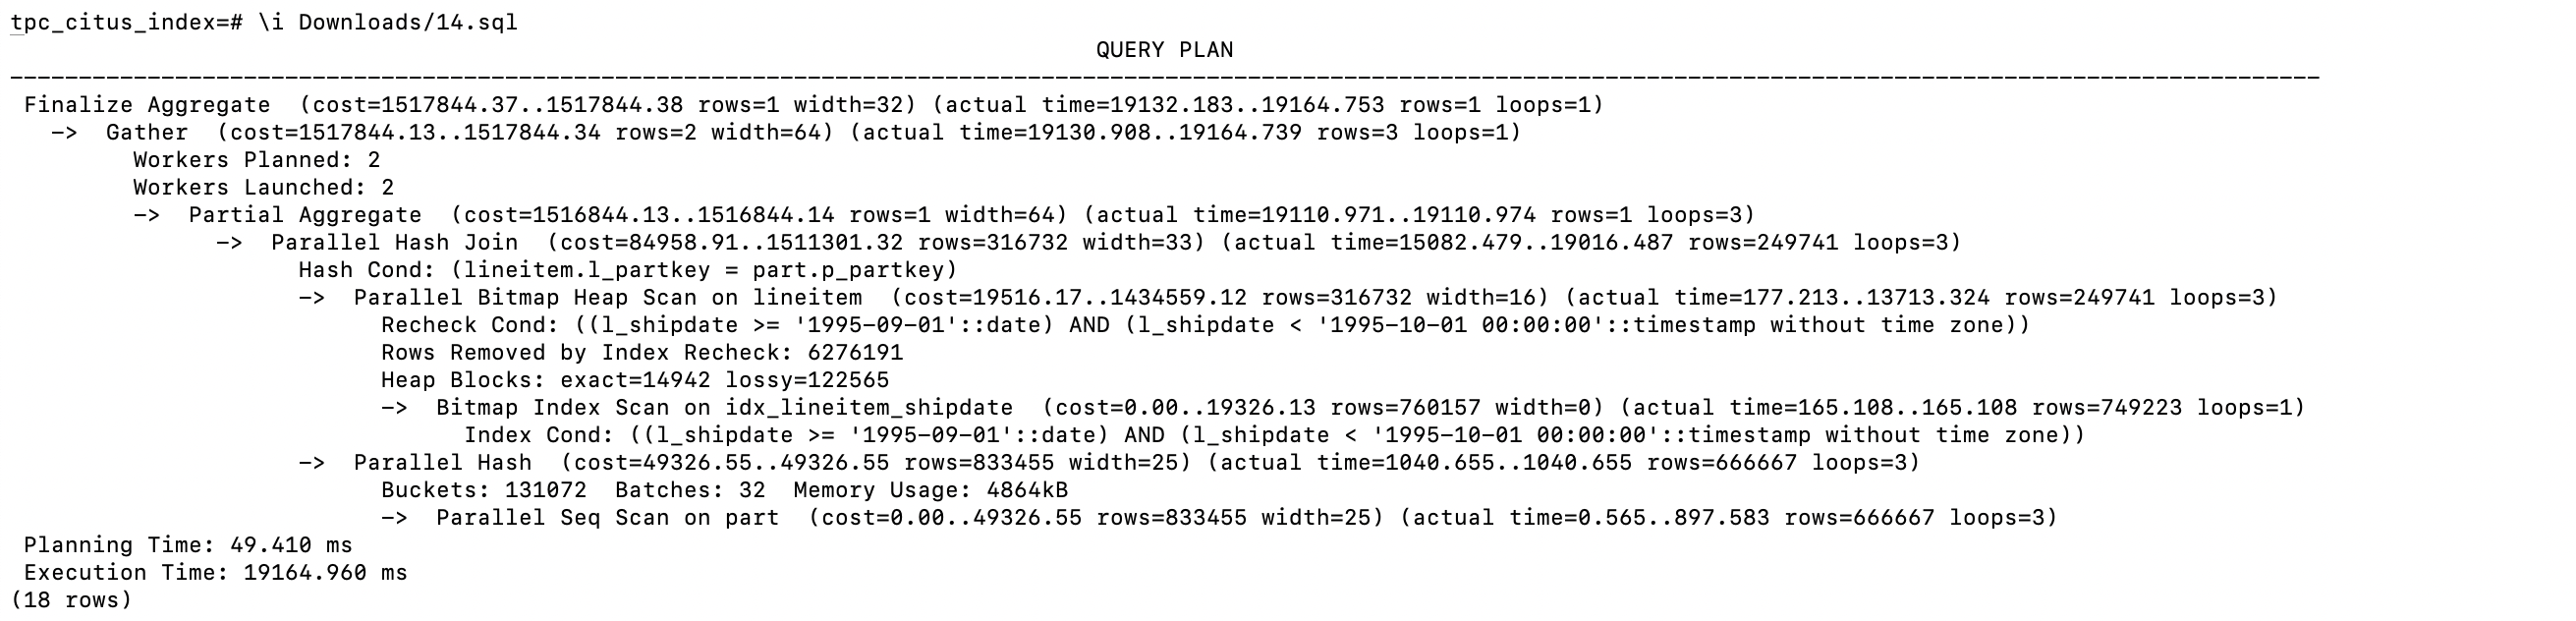 tpc_citus_index=# \i Downloads/14.sql
QUERY PLAN
------------------------------------------------------------------------------------------------------------------------------------------------------------------------
Finalize Aggregate  (cost=1517844.37..1517844.38 rows=1 width=32) (actual time=19132.183..19164.753 rows=1 loops=1)
  ->  Gather  (cost=1517844.13..1517844.34 rows=2 width=64) (actual time=19130.908..19164.739 rows=3 loops=1)
        Workers Planned: 2
        Workers Launched: 2
        ->  Partial Aggregate  (cost=1516844.13..1516844.14 rows=1 width=64) (actual time=19110.971..19110.974 rows=1 loops=3)
              ->  Parallel Hash Join  (cost=84958.91..1511301.32 rows=316732 width=33) (actual time=15082.479..19016.487 rows=249741 loops=3)
                    Hash Cond: (lineitem.l_partkey = part.p_partkey)
                    ->  Parallel Bitmap Heap Scan on lineitem  (cost=19516.17..1434559.12 rows=316732 width=16) (actual time=177.213..13713.324 rows=249741 loops=3)
                          Recheck Cond: ((l_shipdate >= '1995-09-01'::date) AND (l_shipdate < '1995-10-01 00:00:00'::timestamp without time zone))
                          Rows Removed by Index Recheck: 6276191
                          Heap Blocks: exact=14942 lossy=122565
                          ->  Bitmap Index Scan on idx_lineitem_shipdate  (cost=0.00..19326.13 rows=760157 width=0) (actual time=165.108..165.108 rows=749223 loops=1)
                                Index Cond: ((l_shipdate >= '1995-09-01'::date) AND (l_shipdate < '1995-10-01 00:00:00'::timestamp without time zone))
                    ->  Parallel Hash  (cost=49326.55..49326.55 rows=833455 width=25) (actual time=1040.655..1040.655 rows=666667 loops=3)
                          Buckets: 131072  Batches: 32  Memory Usage: 4864kB
                          ->  Parallel Seq Scan on part  (cost=0.00..49326.55 rows=833455 width=25) (actual time=0.565..897.583 rows=666667 loops=3)
Planning Time: 49.410 ms
Execution Time: 19164.960 ms
(18 rows)